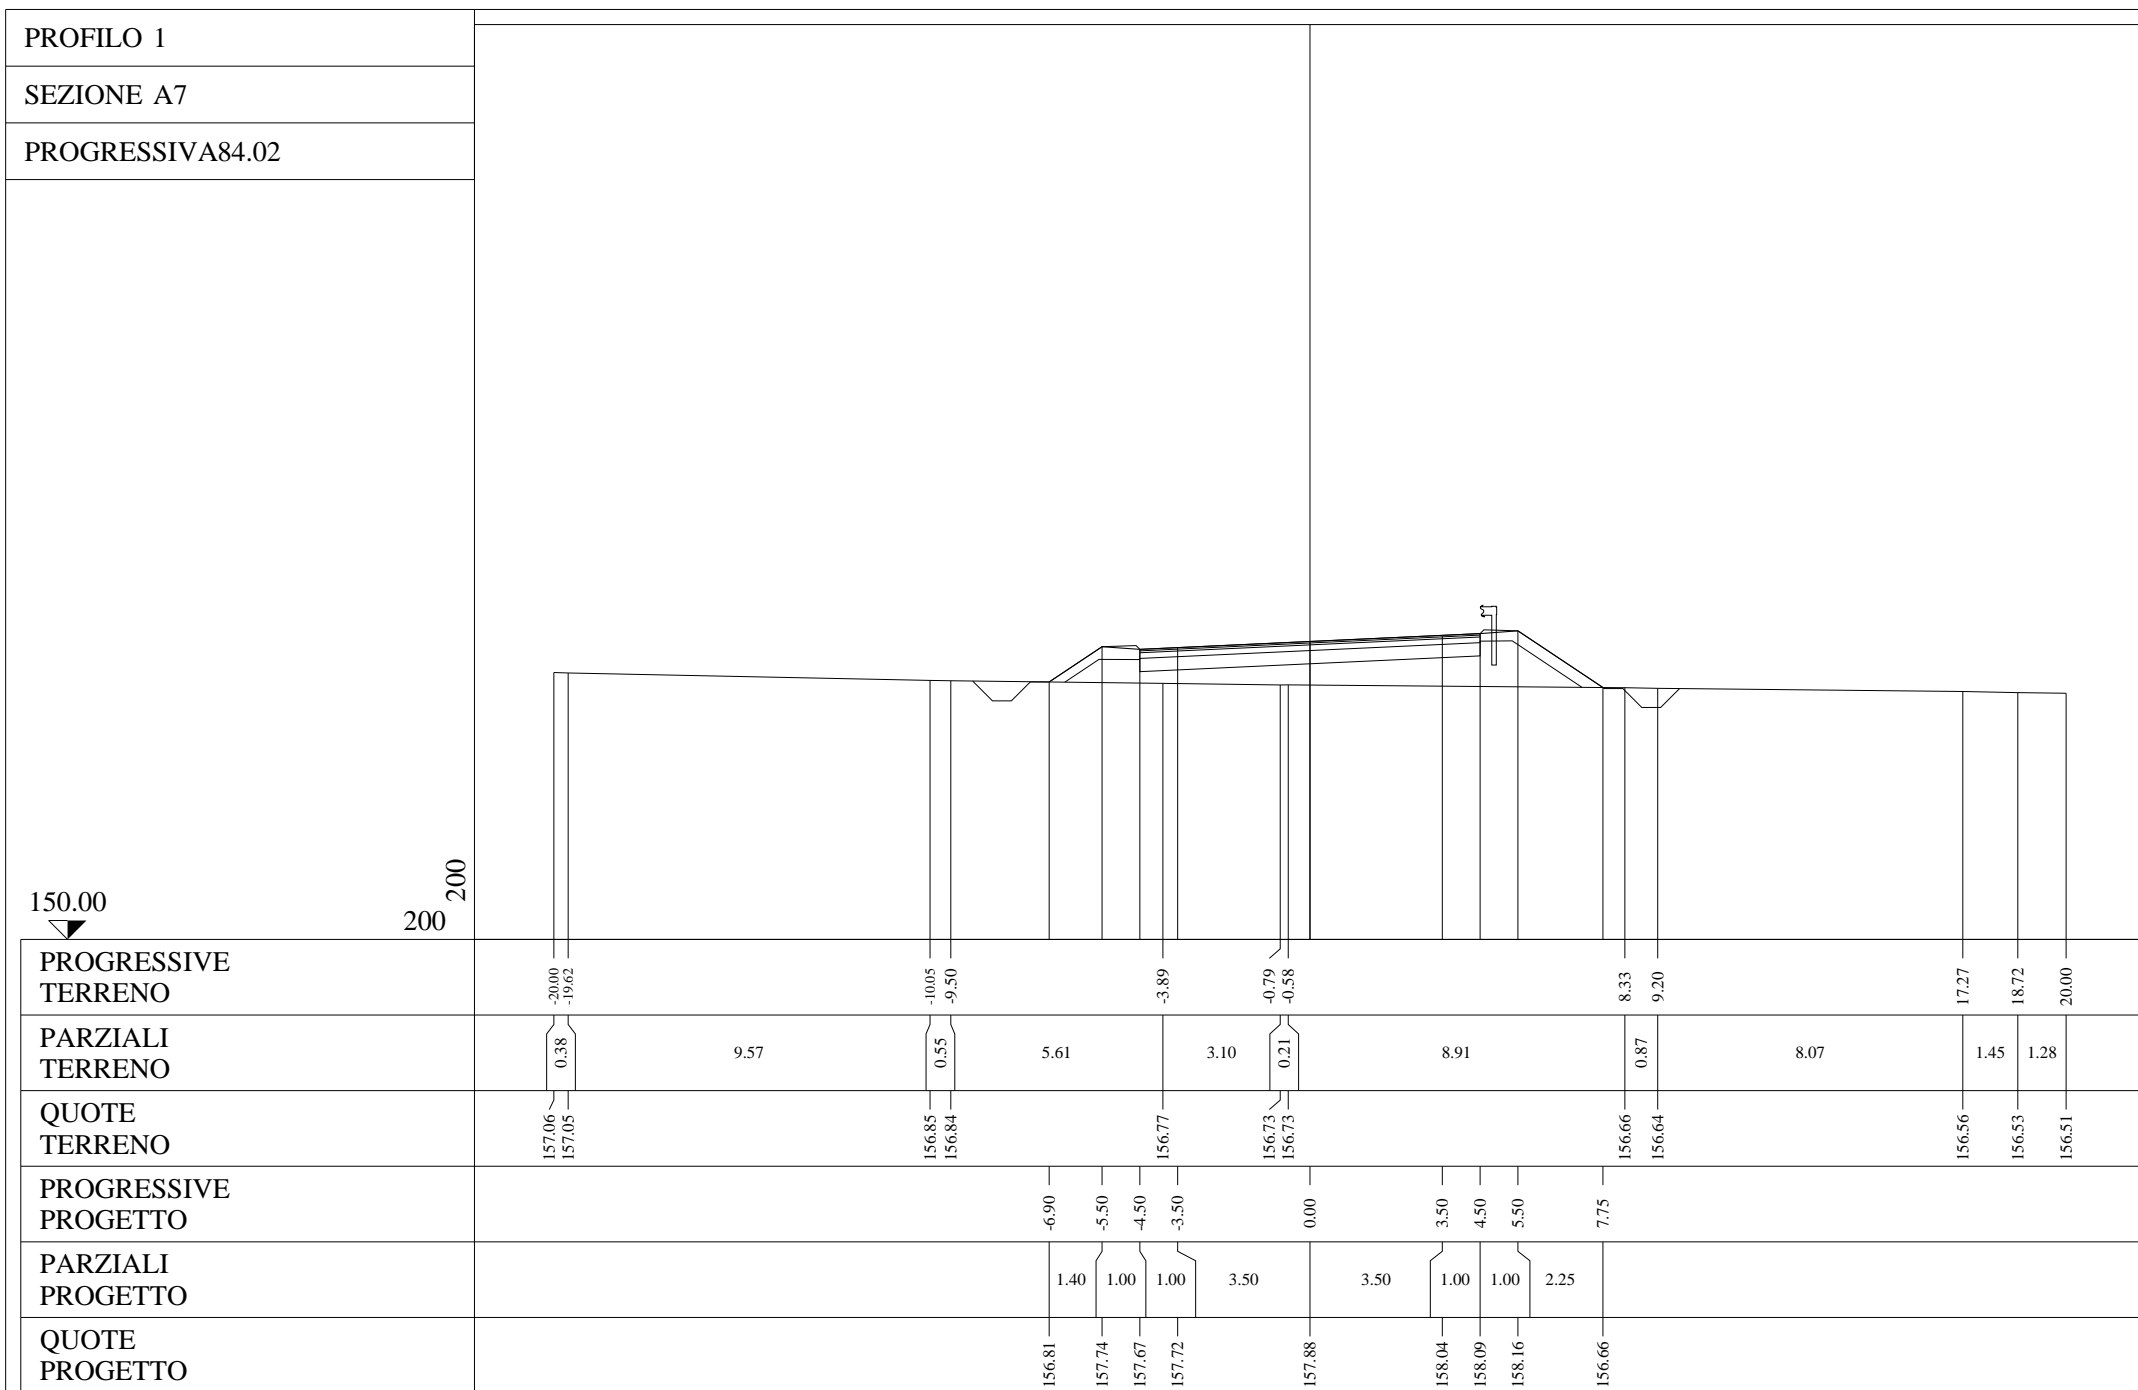 PROFILO 1
SEZIONE A7
PROGRESSIVA84.02
200
150.00
200
PROGRESSIVE
TERRENO
-20.00 -19.62 -10.05 -9.50 -3.89 -0.79 -0.58 8.33 9.20 17.27 18.72 20.00
PARZIALI
TERRENO
0.38 9.57 0.55 5.61 3.10 0.21 8.91 0.87 8.07 1.45 1.28
QUOTE
TERRENO
157.06 157.05 156.85 156.84 156.77 156.73 156.73 156.66 156.64 156.56 156.53 156.51
PROGRESSIVE
PROGETTO
-6.90 -5.50 -4.50 -3.50 0.00 3.50 4.50 5.50 7.75
PARZIALI
PROGETTO
1.40 1.00 1.00 3.50 3.50 1.00 1.00 2.25
QUOTE
PROGETTO
156.81 157.74 157.67 157.72 157.88 158.04 158.09 158.16 156.66